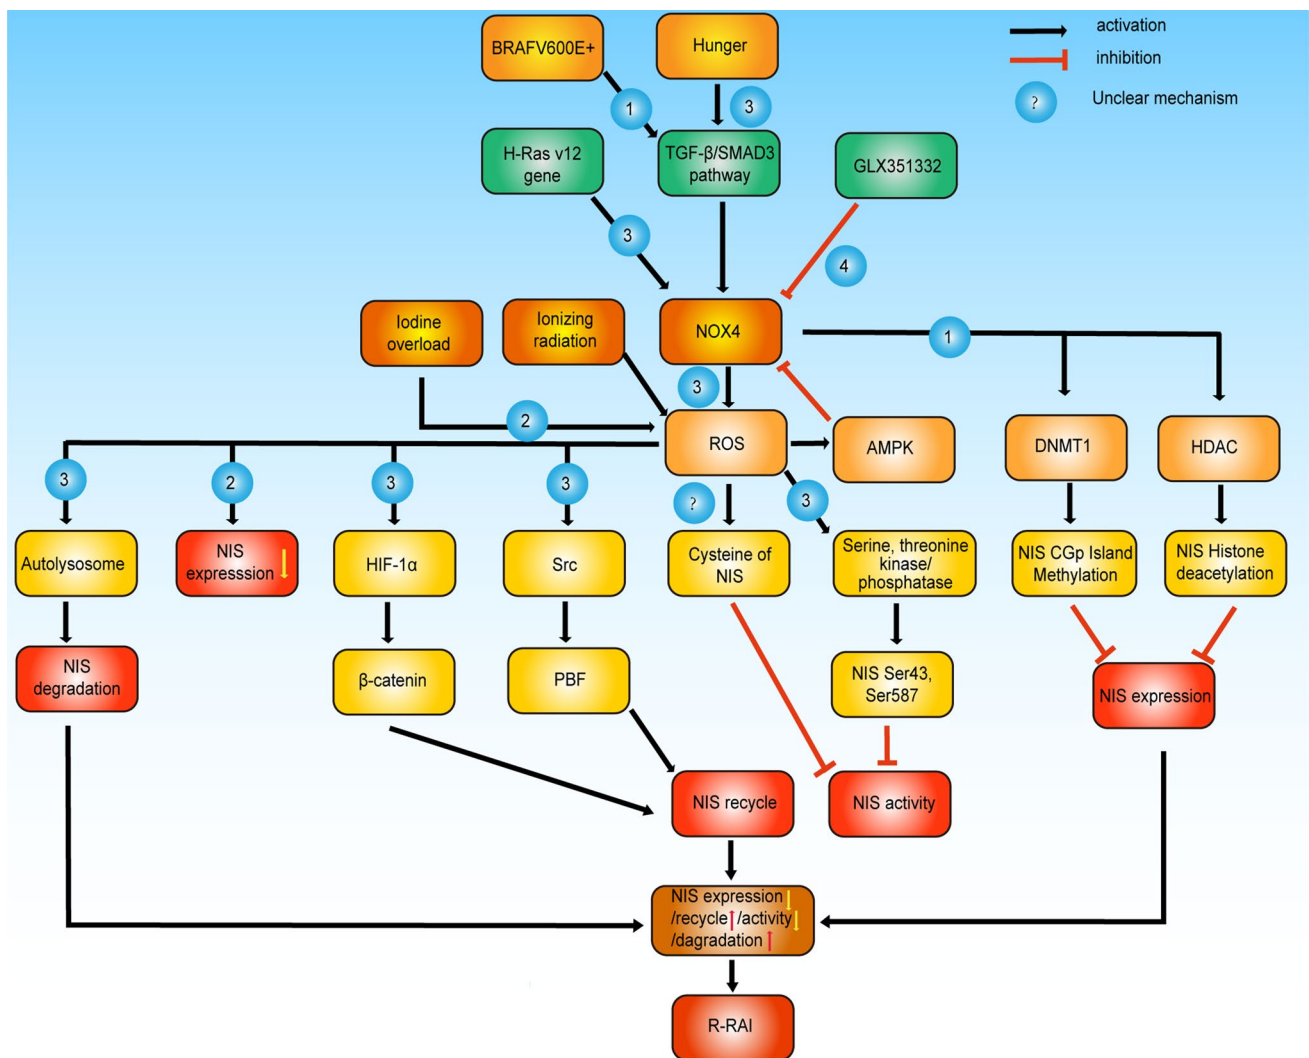 BRAFV600E+
Hunger
activation
inhibition
?
Unclear mechanism
1
3
H-Ras v12
gene
TGF-β/SMAD3
pathway
GLX351332
3
4
Iodine
overload
Ionizing
radiation
NOX4
1
3
2
ROS
AMPK
DNMT1
HDAC
3
2
3
3
?
3
Autolysosome
NIS
expresssion
HIF-1α
Src
Cysteine of
NIS
Serine, threonine
kinase/
phosphatase
NIS CGp Island
Methylation
NIS Histone
deacetylation
NIS
degradation
β-catenin
PBF
NIS Ser43,
Ser587
NIS expression
NIS recycle
NIS activity
NIS expression↓
/recycle↑/activity↓
/dagradation↑
R-RAI